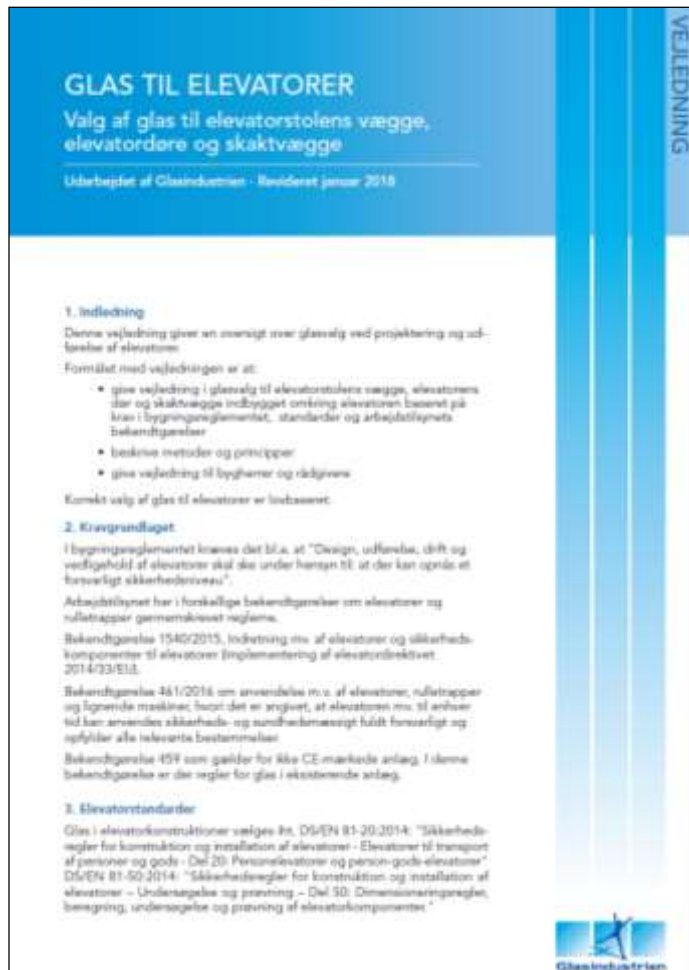 VEJLEDNING
GLAS TIL ELEVATORER
Valg af glas til elevatorstolens vægge,
elevatordøre og skaktvægge
Udarbejdet af Glasindustrien - Revideret januar 2018
1. Indledning
Denne vejledning giver en oversigt over glasvalg ved projektering og ud-
førelse af elevatorer.
Formålet med vejledningen er at:
• give vejledning i glasvalg til elevatorstolens vægge, elevatorens
dør og skaktvægge indbygget omkring elevatoren baseret på
krav i bygningsreglementet, standarder og arbejdstilsynets
bekendtgørelser
• beskrive metoder og principper
• give vejledning til bygherrer og rådgivere
Korrekt valg af glas til elevatorer er lovbaseret.
2. Kravgrundlaget
I bygningsreglementet kræves det bl.a. at "Design, udførelse, drift og
vedligehold af elevatorer skal ske under hensyn til: at der kan opnås et
forsvarligt sikkerhedsniveau".
Arbejdstilsynet har i forskellige bekendtgørelser om elevatorer og
rulletrapper gennemskrevet reglerne.
Bekendtgørelse 1540/2015, Indretning mv. af elevatorer og sikkerheds-
komponenter til elevatorer (implementering af elevatordirektivet
2014/33/EU).
Bekendtgørelse 461/2016 om anvendelse m.v. af elevatorer, rulletrapper
og lignende maskiner, hvori det er angivet, at elevatoren mv. til enhver
tid kan anvendes sikkerheds- og sundhedsmæssigt fuldt forsvarligt og
opfylder alle relevante bestemmelser.
Bekendtgørelse 459 som gælder for ikke CE-mærkede anlæg. I denne
bekendtgørelse er der regler for glas i eksisterende anlæg.
3. Elevatorstandarder
Glas i elevatorkonstruktioner vælges iht. DS/EN 81-20:2014: "Sikkerheds-
regler for konstruktion og installation af elevatorer - Elevatorer til transport
af personer og gods - Del 20: Personelevatorer og person-gods-elevatorer"
DS/EN 81-50:2014: "Sikkerhedsregler for konstruktion og installation af
elevatorer – Undersøgelse og prøvning – Del 50: Dimensioneringsregler,
beregning, undersøgelse og prøvning af elevatorkomponenter."
Glasindustrien